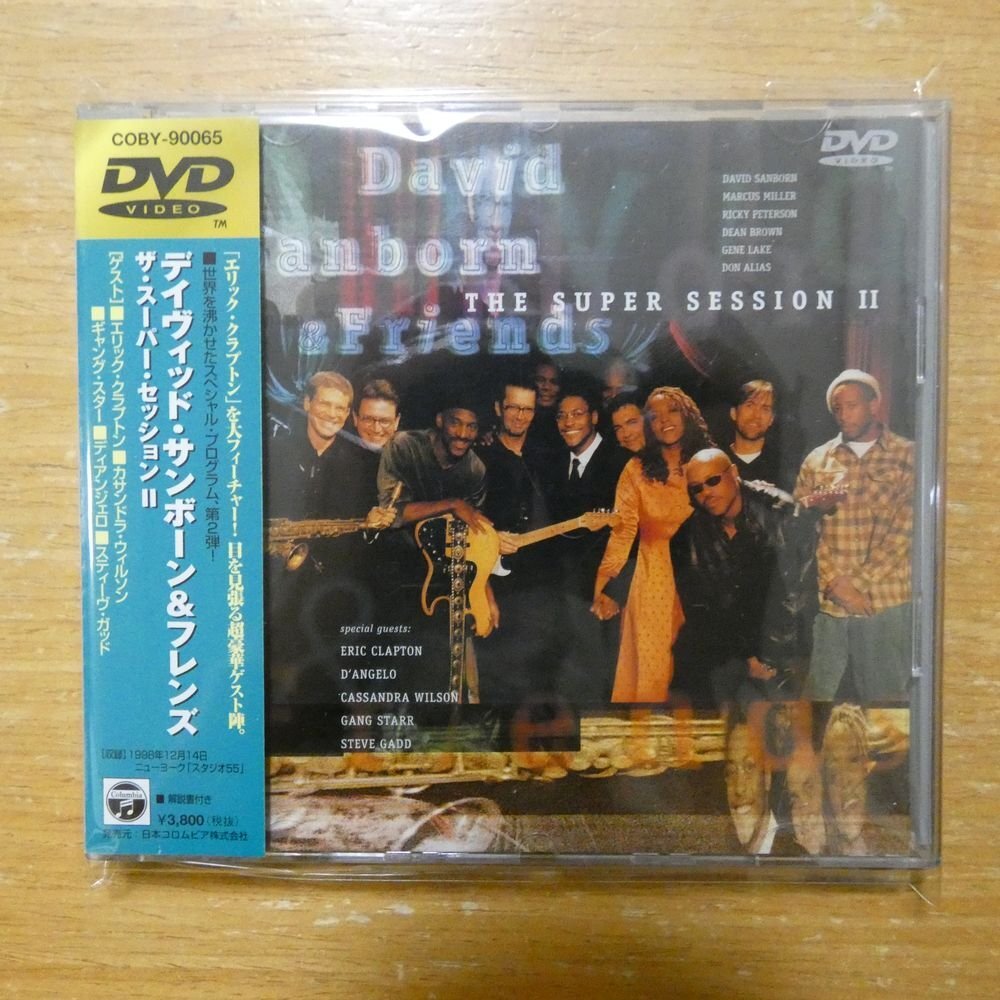 COBY-90065
DVD
VIDEO
TM
「エリック・クラプトン」を大フィーチャー！ 目を見張る超豪華ゲスト陣。
■世界を沸かせたスペシャル・プログラム、第2弾！
デイヴィッド・サンボーン&フレンズ
ザ・スーパー・セッション II
【ゲスト】■エリック・クラプトン ■カサンドラ・ウィルソン
■ギャング・スター ■ディアンジェロ ■スティーヴ・ガッド
【収録】1998年12月14日
ニューヨーク「スタジオ55」
Columbia
■ 解説書付き
¥3,800(税抜)
発売元：日本コロムビア株式会社
David
anborn
&Friends
THE SUPER SESSION II
DVD
VIDEO
DAVID SANBORN
MARCUS MILLER
RICKY PETERSON
DEAN BROWN
GENE LAKE
DON ALIAS
special guests:
ERIC CLAPTON
D'ANGELO
CASSANDRA WILSON
GANG STARR
STEVE GADD